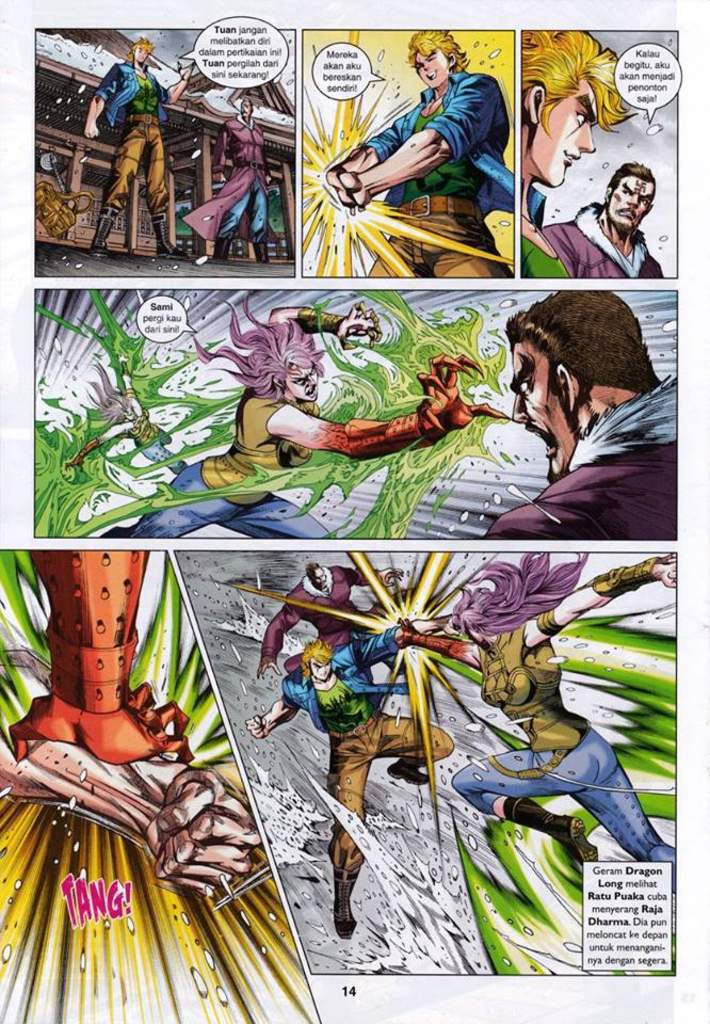 Tuan jangan
melibatkan diri
dalam pertikaian ini!
Tuan pergilah dari
sini sekarang!
Mereka
akan aku
bereskan
sendiri!
Kalau
begitu, aku
akan menjadi
penonton
saja!
Sami
pergi kau
dari sini!
TANG!
Geram Dragon
Long melihat
Ratu Puaka cuba
menyerang Raja
Dharma. Dia pun
meloncat ke depan
untuk menangani-
nya dengan segera.
14